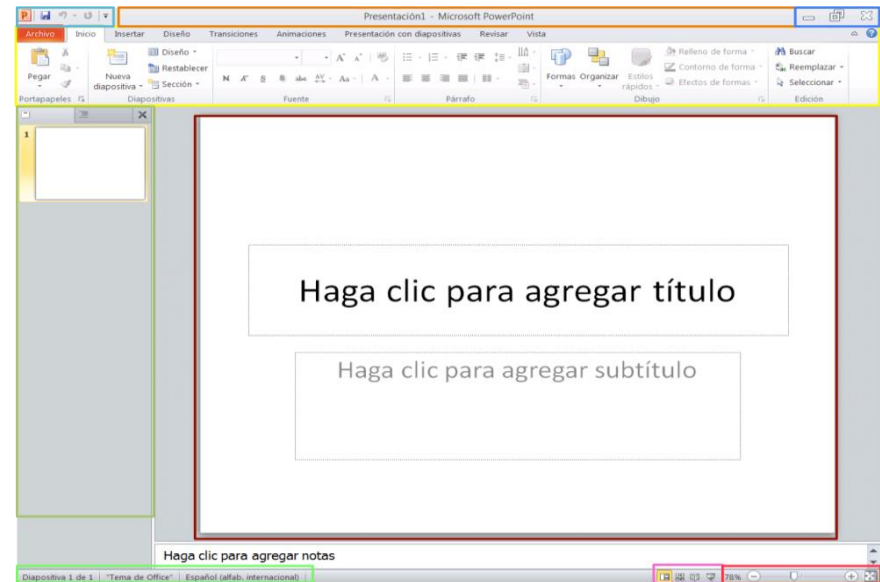 Presentación1 - Microsoft PowerPoint
Archivo Inicio Insertar Diseño Transiciones Animaciones Presentación con diapositivas Revisar Vista
Pegar
Nueva diapositiva
Diseño
Restablecer
Sección
N K S S abc AV Aa A
Formas Organizar Estilos rápidos
Relleno de forma
Contorno de forma
Efectos de formas
Buscar
Reemplazar
Seleccionar
Portapapeles Diapositivas Fuente Párrafo Dibujo Edición
1
Haga clic para agregar título
Haga clic para agregar subtítulo
Haga clic para agregar notas
Diapositiva 1 de 1 "Tema de Office" Español (alfab. internacional) 78%